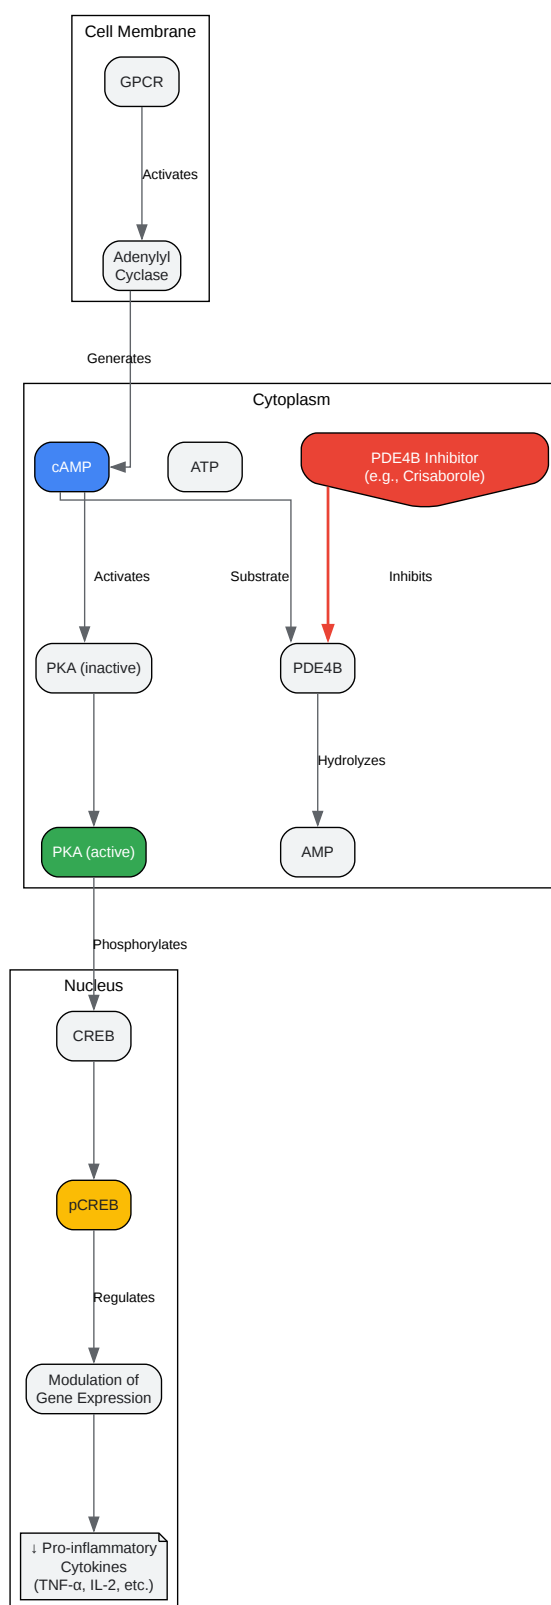 Cell Membrane
GPCR
Activates
Adenylyl
Cyclase
Generates
Cytoplasm
cAMP
ATP
PDE4B Inhibitor
(e.g., Crisaborole)
Activates
Substrate
Inhibits
PKA (inactive)
PDE4B
Hydrolyzes
PKA (active)
AMP
Phosphorylates
Nucleus
CREB
pCREB
Regulates
Modulation of
Gene Expression
↓ Pro-inflammatory
Cytokines
(TNF-α, IL-2, etc.)